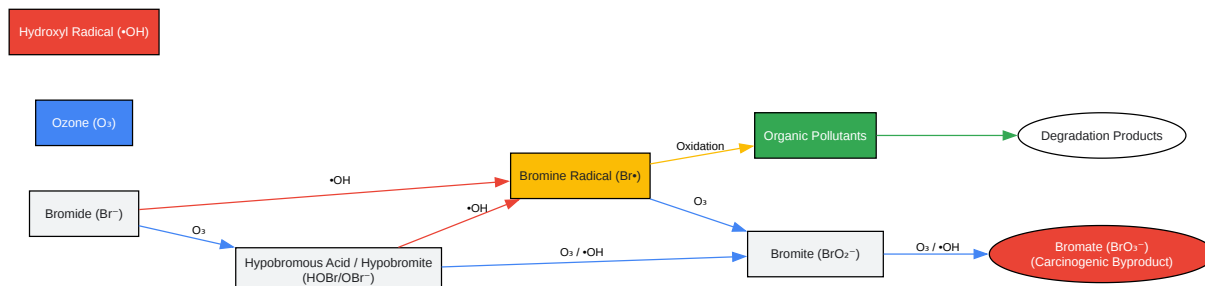 Hydroxyl Radical (•OH)
Ozone (O₃)
Organic Pollutants
Degradation Products
Oxidation
Bromine Radical (Br•)
•OH
Bromide (Br⁻)
•OH
O₃
O₃
Hypobromous Acid / Hypobromite
(HOBr/OBr⁻)
O₃ / •OH
Bromite (BrO₂⁻)
O₃ / •OH
Bromate (BrO₃⁻)
(Carcinogenic Byproduct)